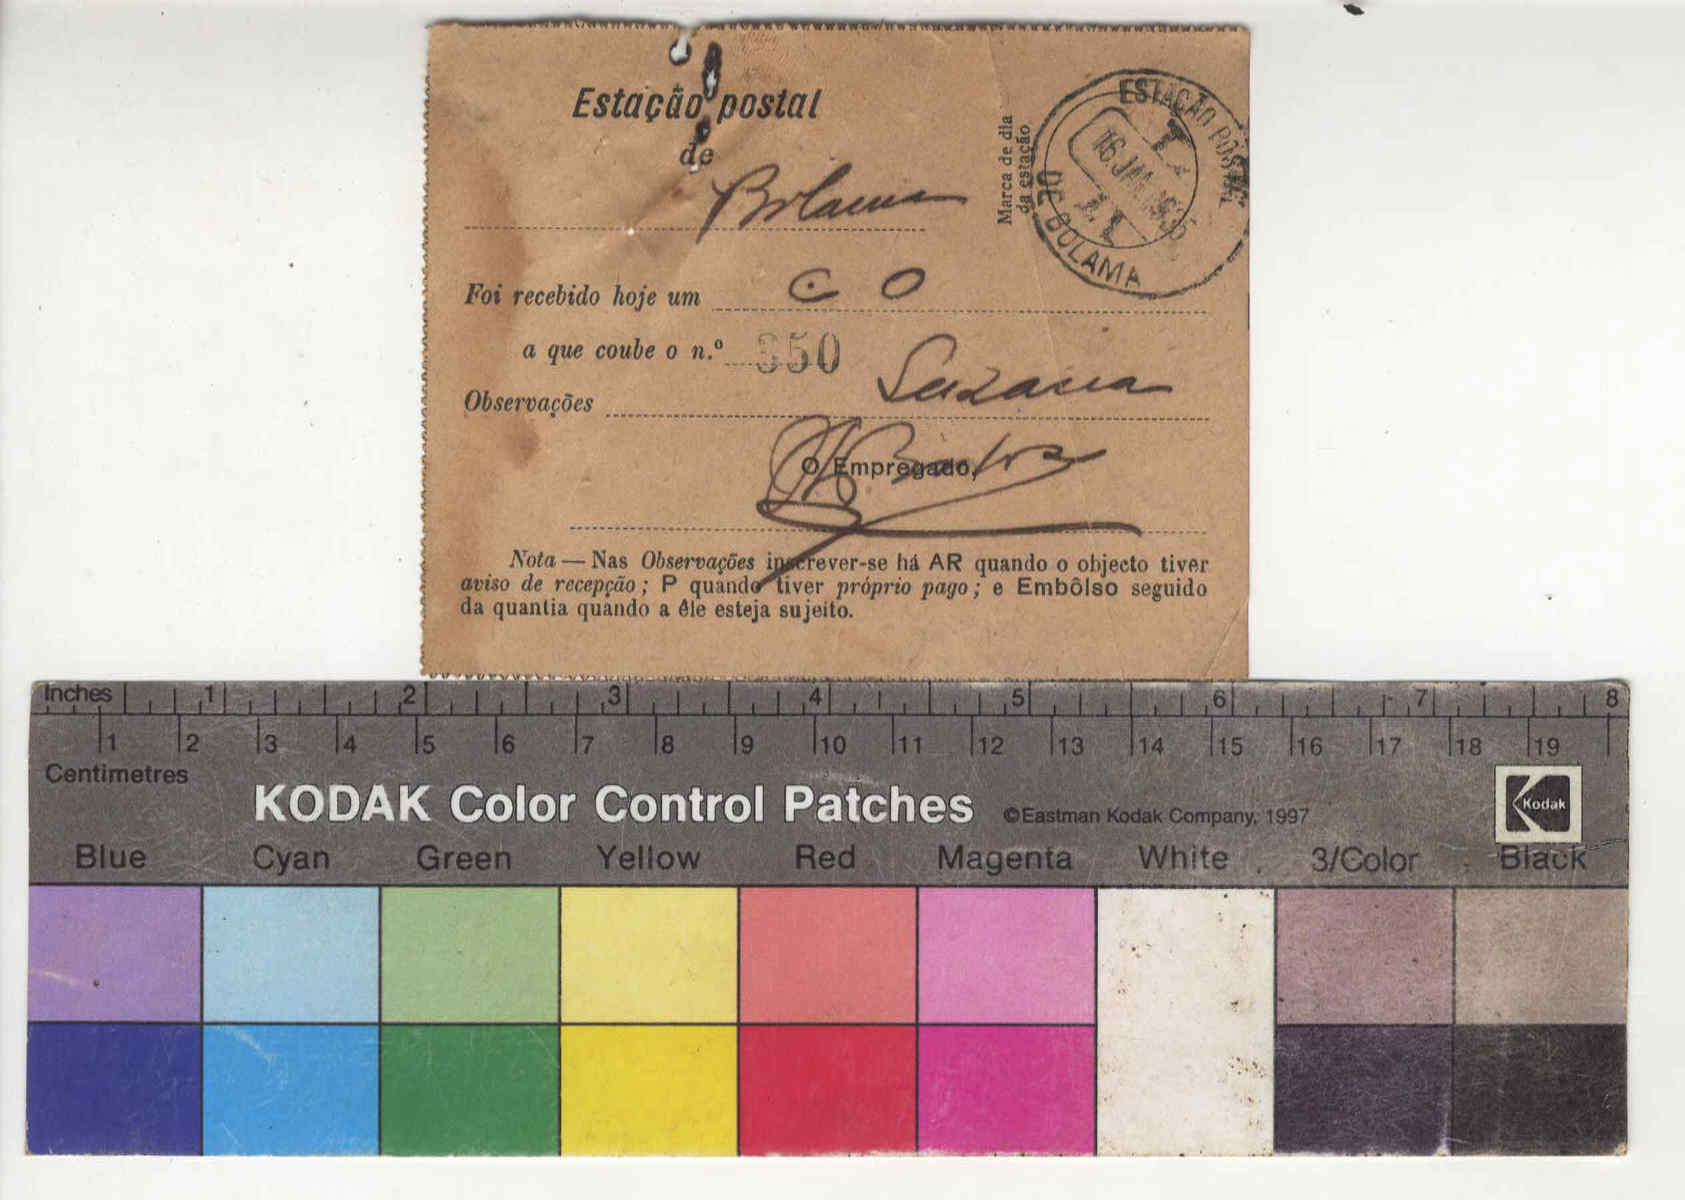 Estação postal
de
Bolama
Marca de dia
da estação
ESTAÇÃO POSTAL
16 JAN
DE BOLAMA
Foi recebido hoje um C O
a que coube o n.º 350
Observações Suzana
O Empregado,
Nota — Nas Observações inscrever-se há AR quando o objecto tiver
aviso de recepção; P quando tiver próprio pago; e Embôlso seguido
da quantia quando a êle esteja sujeito.
Inches 1 2 3 4 5 6 7 8
1 2 3 4 5 6 7 8 9 10 11 12 13 14 15 16 17 18 19
Centimetres
KODAK Color Control Patches ©Eastman Kodak Company, 1997 Kodak
Blue Cyan Green Yellow Red Magenta White 3/Color Black